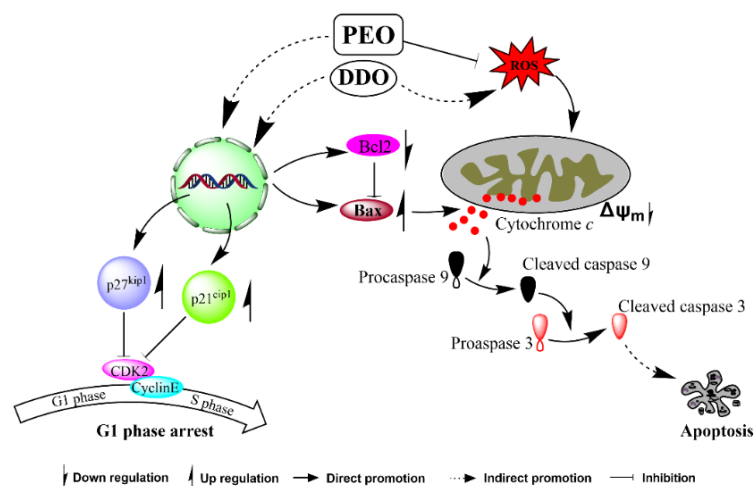 PEO
DDO
ROS
Bcl2
Bax
Δψm
Cytochrome c
Procaspase 9
Cleaved caspase 9
Proaspase 3
Cleaved caspase 3
p27kip1
p21cip1
CDK2
CyclinE
G1 phase
S phase
G1 phase arrest
Apoptosis
Down regulation Up regulation Direct promotion Indirect promotion Inhibition